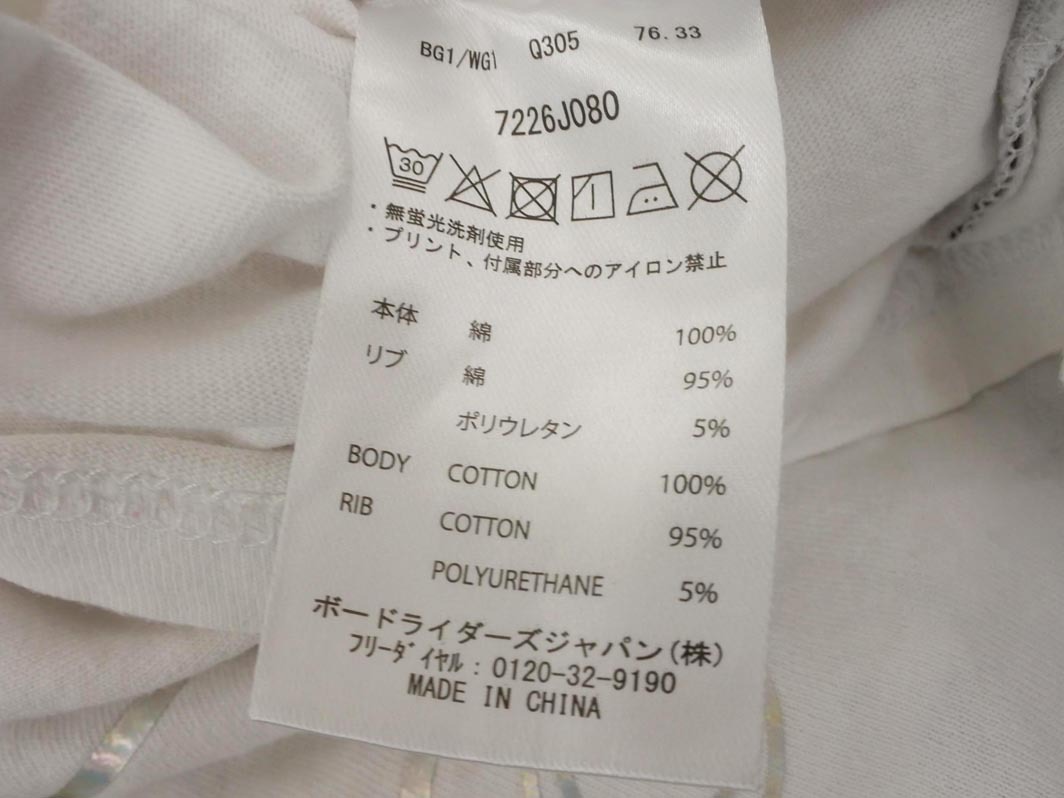 BG1/WG1 Q305 76.33
7226J080
30
・無蛍光洗剤使用
・プリント、付属部分へのアイロン禁止
本体 綿 100%
リブ 綿 95%
ポリウレタン 5%
BODY COTTON 100%
RIB COTTON 95%
POLYURETHANE 5%
ボードライダーズジャパン(株)
フリーダイヤル:0120-32-9190
MADE IN CHINA